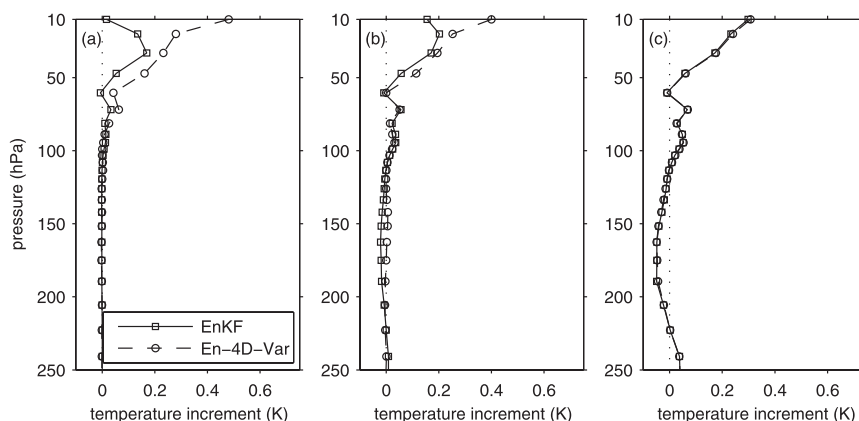 10 10 10
(a) (b) (c)
50 50 50
100 100 100
pressure (hPa)
150 150 150
200 200 200
EnKF
En-4D-Var
250 250 250
0 0.2 0.4 0.6 0 0.2 0.4 0.6 0 0.2 0.4 0.6
temperature increment (K) temperature increment (K) temperature increment (K)